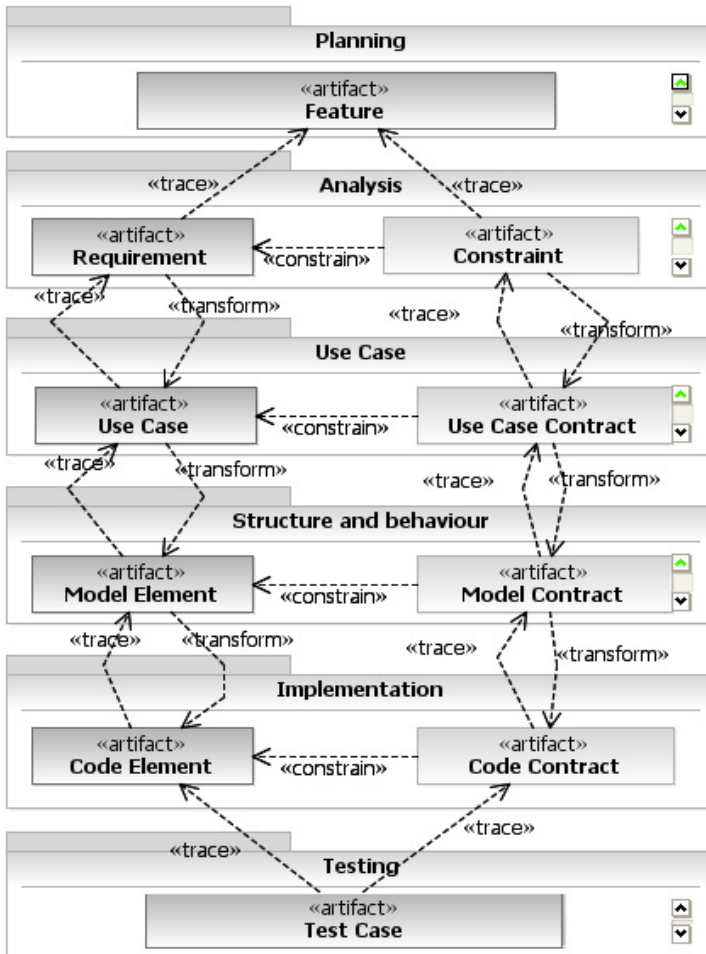 Planning
«artifact»
Feature
«trace» «trace»
Analysis
«artifact» «artifact»
Requirement Constraint
«constrain»
«trace» «transform» «trace» «transform»
Use Case
«artifact» «artifact»
Use Case Use Case Contract
«constrain»
«trace» «transform» «trace» «transform»
Structure and behaviour
«artifact» «artifact»
Model Element Model Contract
«constrain»
«trace» «transform» «trace» «transform»
Implementation
«artifact» «artifact»
Code Element Code Contract
«constrain»
«trace» «trace»
Testing
«artifact»
Test Case